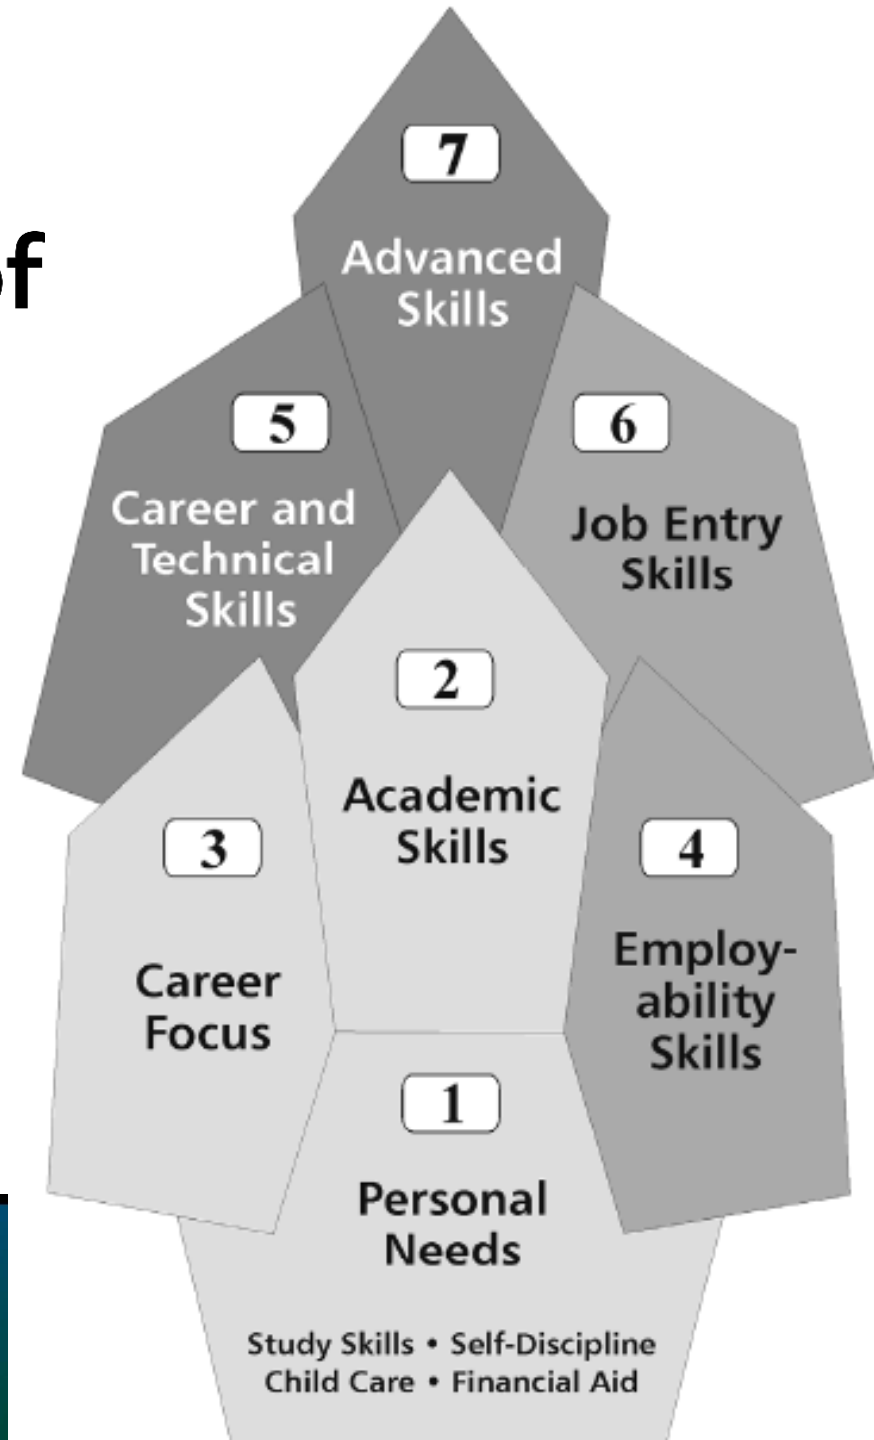 7
Advanced
Skills
of
5
Career and
Technical
Skills
6
Job Entry
Skills
2
Academic
Skills
3
Career
Focus
4
Employ-
ability
Skills
1
Personal
Needs
Study Skills • Self-Discipline
Child Care • Financial Aid